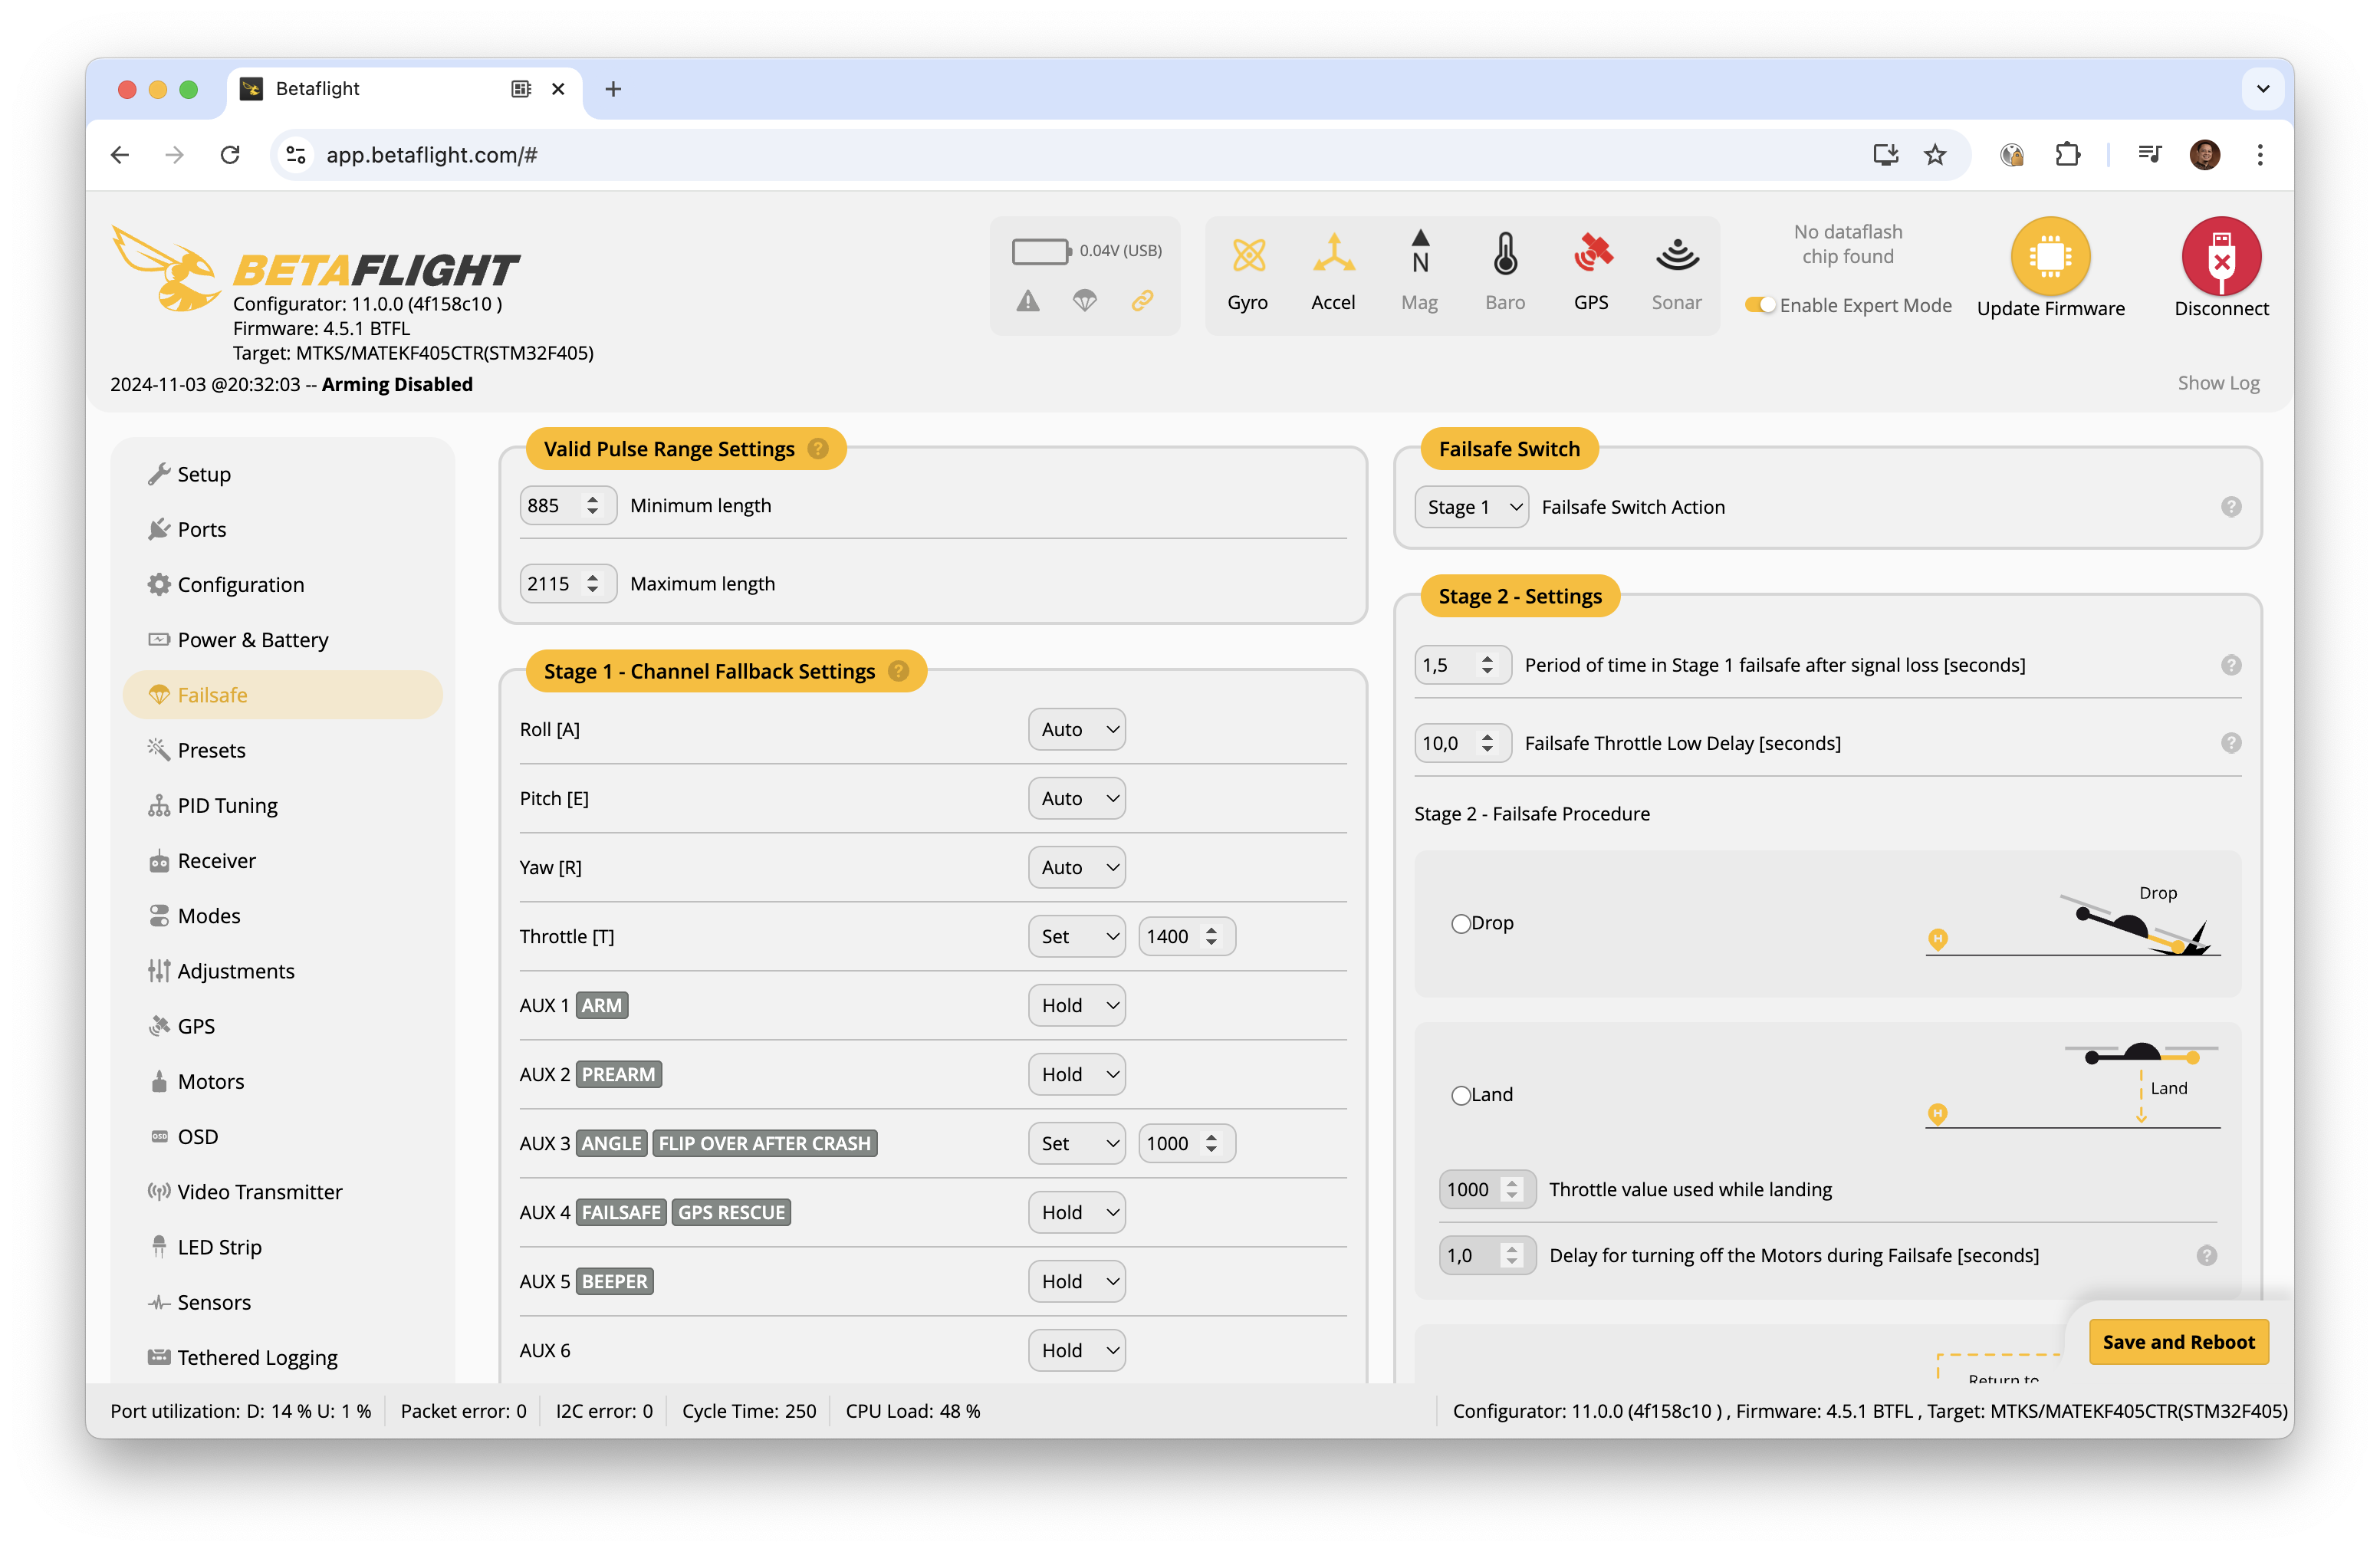 Betaflight
app.betaflight.com/#
BETAFLIGHT
Configurator: 11.0.0 (4f158c10 )
Firmware: 4.5.1 BTFL
Target: MTKS/MATEKF405CTR(STM32F405)
0.04V (USB)
N
Gyro
Accel
Mag
Baro
GPS
Sonar
No dataflash
chip found
Enable Expert Mode
Update Firmware
Disconnect
2024-11-03 @20:32:03 -- Arming Disabled
Show Log
Setup
Ports
Configuration
Power & Battery
Failsafe
Presets
PID Tuning
Receiver
Modes
Adjustments
GPS
Motors
OSD
OSD
Video Transmitter
LED Strip
Sensors
Tethered Logging
Valid Pulse Range Settings ?
885 Minimum length
2115 Maximum length
Stage 1 - Channel Fallback Settings ?
Roll [A] Auto
Pitch [E] Auto
Yaw [R] Auto
Throttle [T] Set 1400
AUX 1 ARM Hold
AUX 2 PREARM Hold
AUX 3 ANGLE FLIP OVER AFTER CRASH Set 1000
AUX 4 FAILSAFE GPS RESCUE Hold
AUX 5 BEEPER Hold
AUX 6 Hold
Failsafe Switch
Stage 1 Failsafe Switch Action ?
Stage 2 - Settings
1,5 Period of time in Stage 1 failsafe after signal loss [seconds] ?
10,0 Failsafe Throttle Low Delay [seconds] ?
Stage 2 - Failsafe Procedure
Drop
Drop
H
Land
Land
H
1000 Throttle value used while landing
1,0 Delay for turning off the Motors during Failsafe [seconds] ?
Return to
Save and Reboot
Port utilization: D: 14 % U: 1 %
Packet error: 0
I2C error: 0
Cycle Time: 250
CPU Load: 48 %
Configurator: 11.0.0 (4f158c10 ) , Firmware: 4.5.1 BTFL , Target: MTKS/MATEKF405CTR(STM32F405)